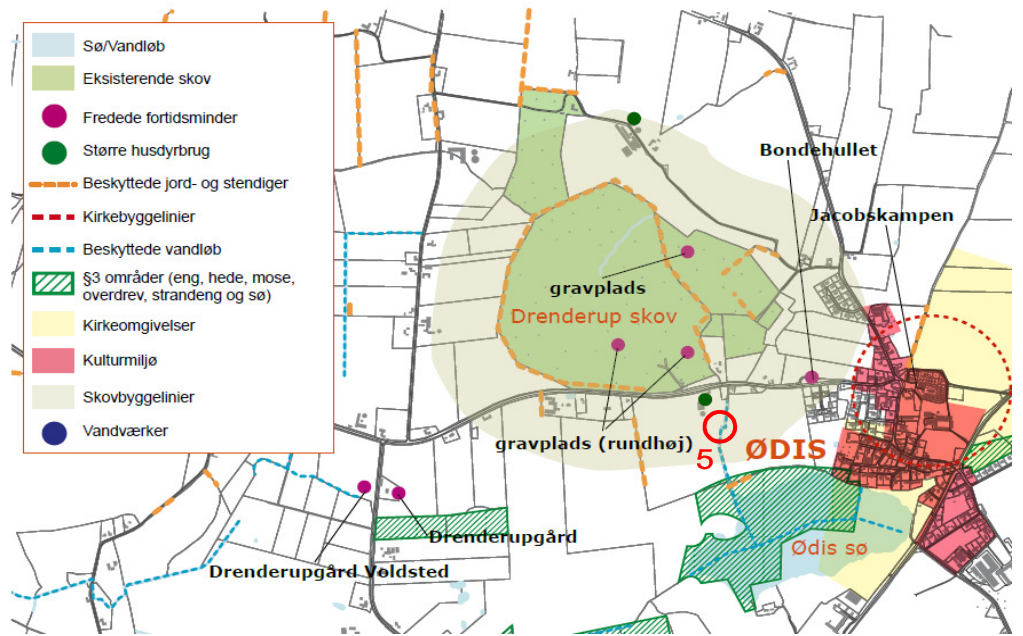 Sø/Vandløb
Eksisterende skov
Fredede fortidsminder
Større husdyrbrug
Beskyttede jord- og stendiger
Kirkebyggelinier
Beskyttede vandløb
§3 områder (eng, hede, mose,
overdrev, strandeng og sø)
Kirkeomgivelser
Kulturmiljø
Skovbyggelinier
Vandværker
Bondehullet
Jacobskampen
gravplads
Drenderup skov
gravplads (rundhøj)
5
ØDIS
Drenderupgård
Ødis sø
Drenderupgård Voldsted